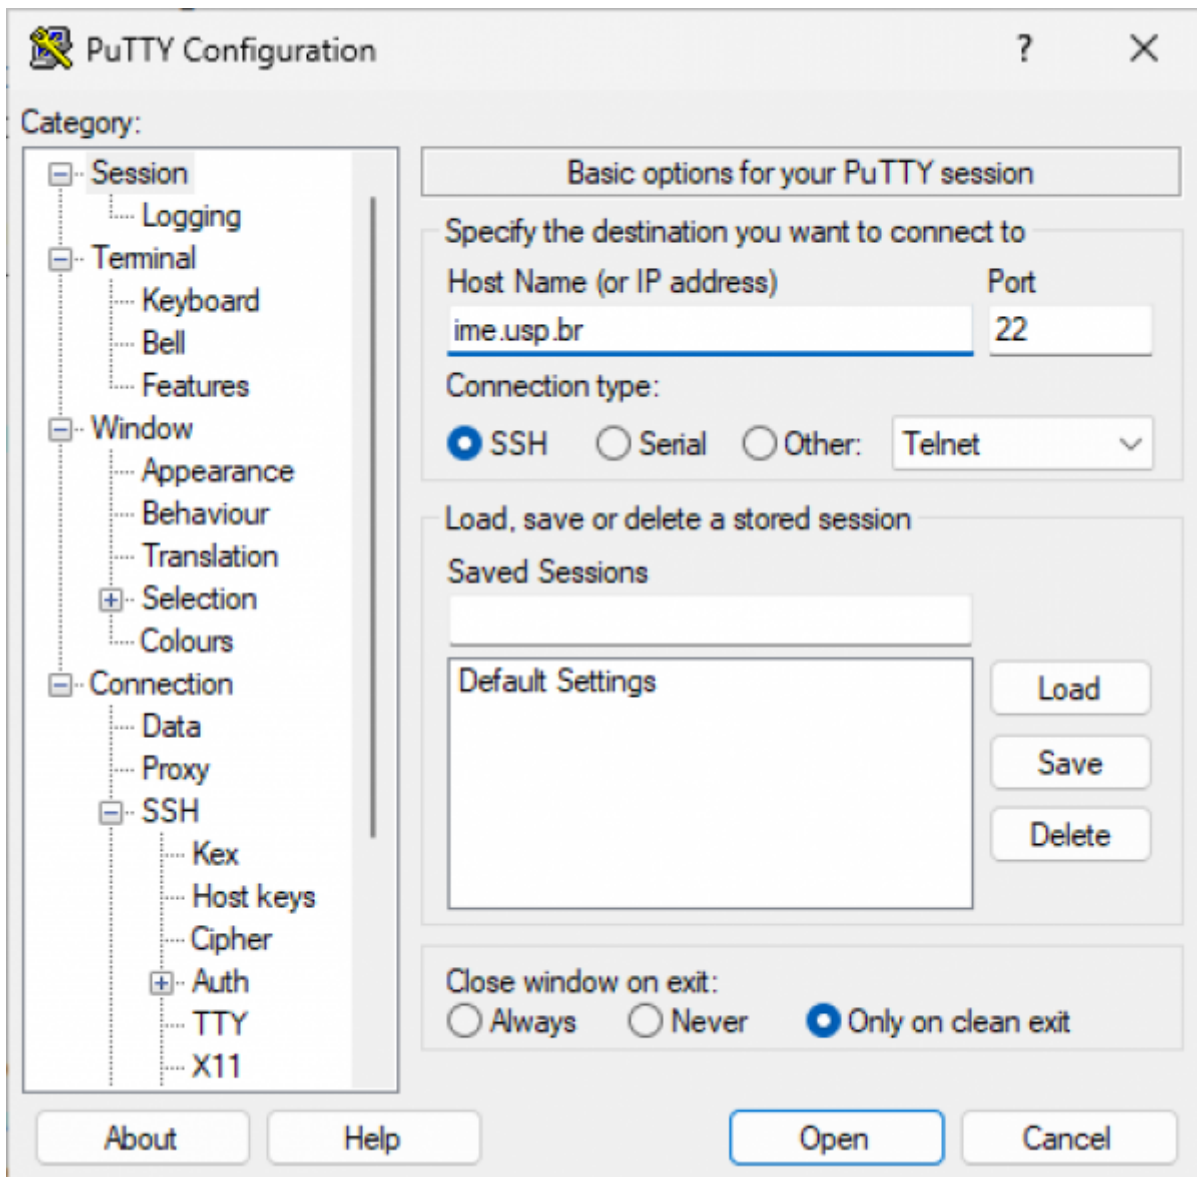 PuTTY Configuration ? 
Category:
Session
Logging
Terminal
Keyboard
Bell
Features
Window
Appearance
Behaviour
Translation
Selection
Colours
Connection
Data
Proxy
SSH
Kex
Host keys
Cipher
Auth
TTY
X11
Basic options for your PuTTY session
Specify the destination you want to connect to
Host Name (or IP address) Port
ime.usp.br 22
Connection type:
SSH Serial Other: Telnet
Load, save or delete a stored session
Saved Sessions
Default Settings
Load
Save
Delete
Close window on exit:
Always Never Only on clean exit
About Help Open Cancel